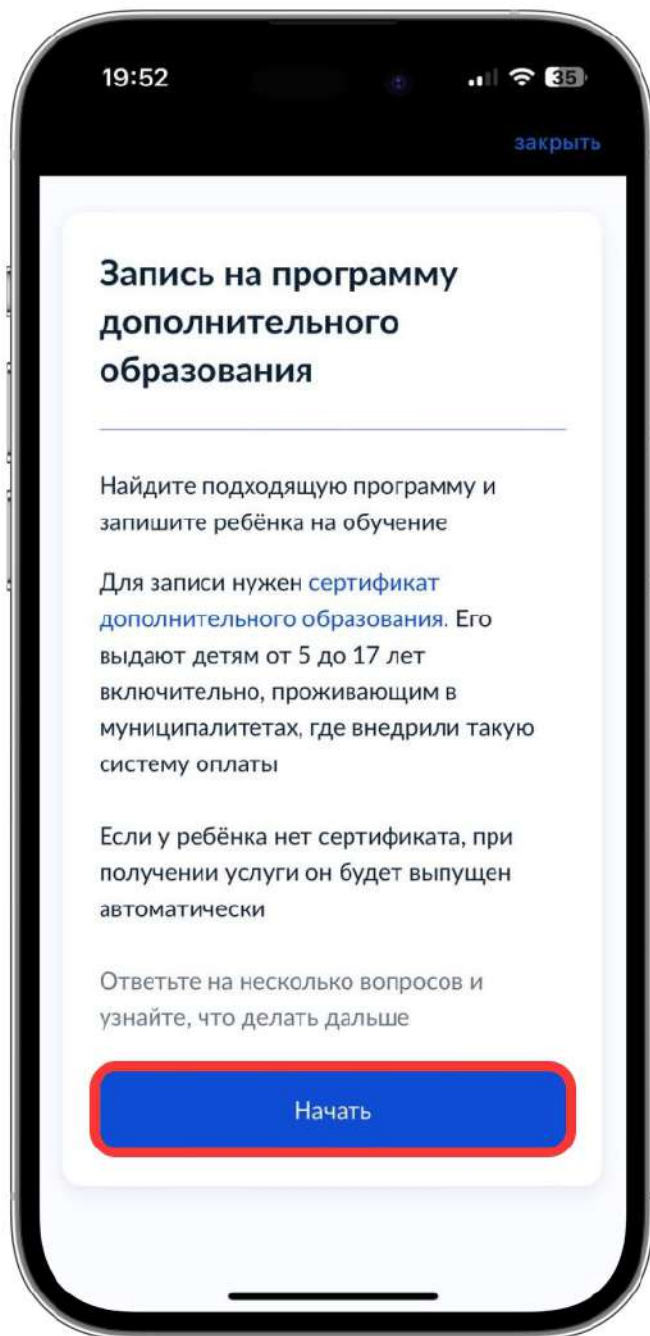 19:52
35
закрыть
Запись на программу
дополнительного
образования
Найдите подходящую программу и
запишите ребёнка на обучение
Для записи нужен сертификат
дополнительного образования. Его
выдают детям от 5 до 17 лет
включительно, проживающим в
муниципалитетах, где внедрили такую
систему оплаты
Если у ребёнка нет сертификата, при
получении услуги он будет выпущен
автоматически
Ответьте на несколько вопросов и
узнайте, что делать дальше
Начать